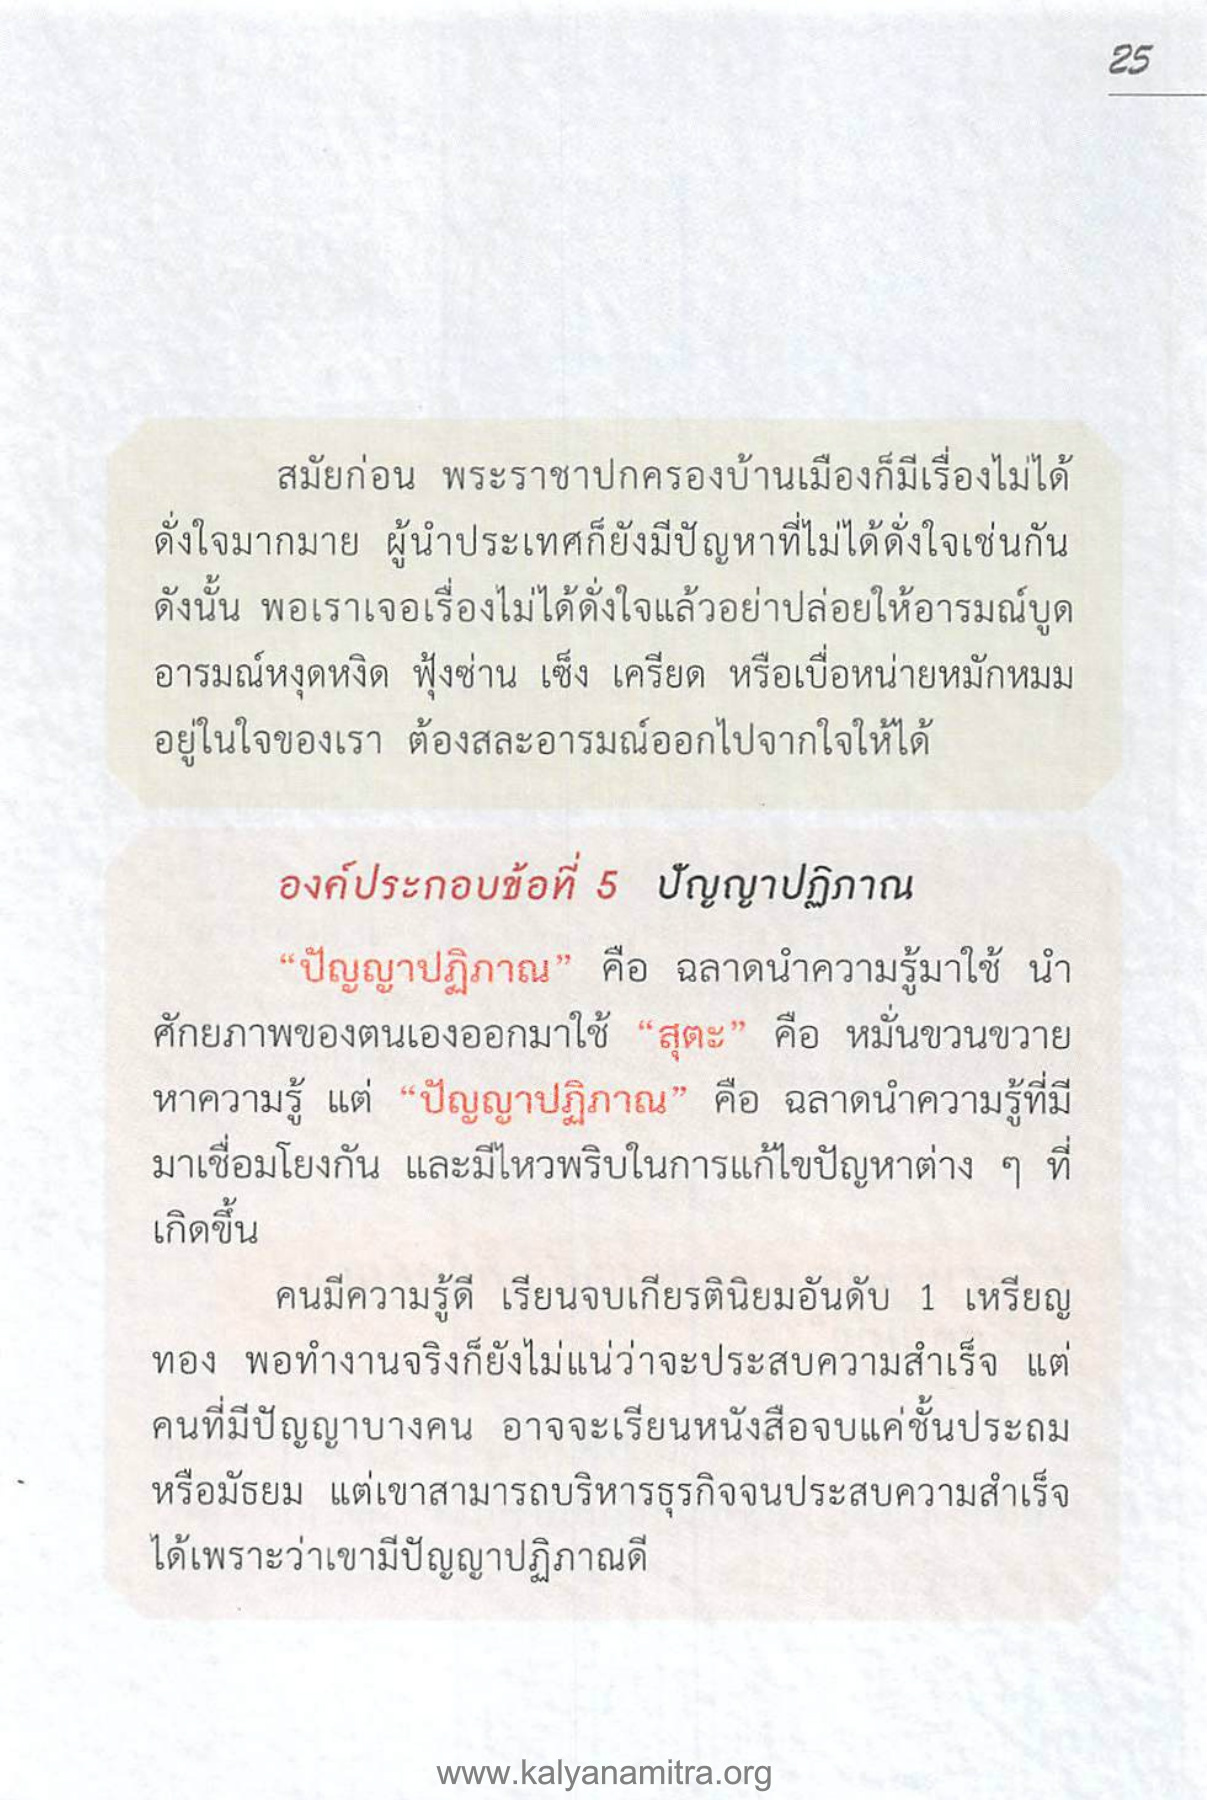 25
สมัยก่อน พระราชาปกครองบ้านเมืองก็มีเรื่องไม่ได้
ดั่งใจมากมาย ผู้นำประเทศก็ยังมีปัญหาที่ไม่ได้ดั่งใจเช่นกัน
ดังนั้น พอเราเจอเรื่องไม่ได้ดั่งใจแล้วอย่าปล่อยให้อารมณ์บูด
อารมณ์หงุดหงิด ฟุ้งซ่าน เซ็ง เครียด หรือเบื่อหน่ายหมักหมม
อยู่ในใจของเรา ต้องสละอารมณ์ออกไปจากใจให้ได้
องค์ประกอบข้อที่ 5 ปัญญาปฏิภาณ
“ปัญญาปฏิภาณ” คือ ฉลาดนำความรู้มาใช้ นำ
ศักยภาพของตนเองออกมาใช้ “สุตะ” คือ หมั่นขวนขวาย
หาความรู้ แต่ “ปัญญาปฏิภาณ” คือ ฉลาดนำความรู้ที่มี
มาเชื่อมโยงกัน และมีไหวพริบในการแก้ไขปัญหาต่าง ๆ ที่
เกิดขึ้น
คนมีความรู้ดี เรียนจบเกียรตินิยมอันดับ 1 เหรียญ
ทอง พอทำงานจริงก็ยังไม่แน่ว่าจะประสบความสำเร็จ แต่
คนที่มีปัญญาบางคน อาจจะเรียนหนังสือจบแค่ชั้นประถม
หรือมัธยม แต่เขาสามารถบริหารธุรกิจจนประสบความสำเร็จ
ได้เพราะว่าเขามีปัญญาปฏิภาณดี
www.kalyanamitra.org